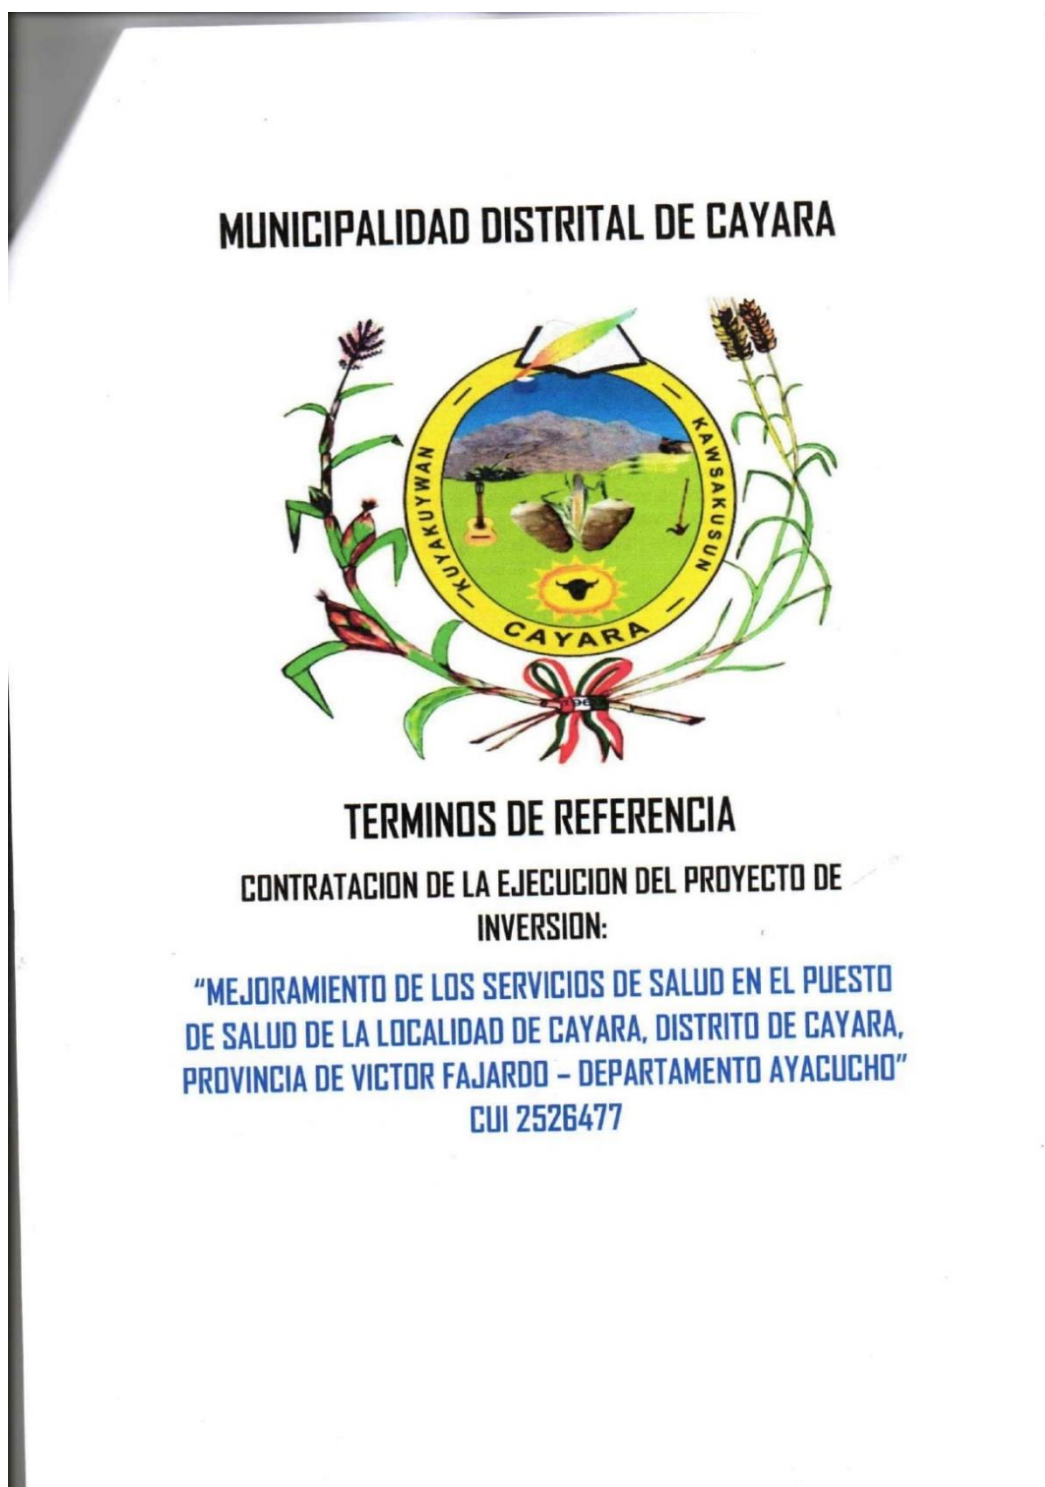 MUNICIPALIDAD DISTRITAL DE CAYARA
KUYAKUYWAN
KAWSAKUSUN
CAYARA
TERMINOS DE REFERENCIA
CONTRATACION DE LA EJECUCION DEL PROYECTO DE
INVERSION:
“MEJORAMIENTO DE LOS SERVICIOS DE SALUD EN EL PUESTO
DE SALUD DE LA LOCALIDAD DE CAYARA, DISTRITO DE CAYARA,
PROVINCIA DE VICTOR FAJARDO – DEPARTAMENTO AYACUCHO”
CUI 2526477